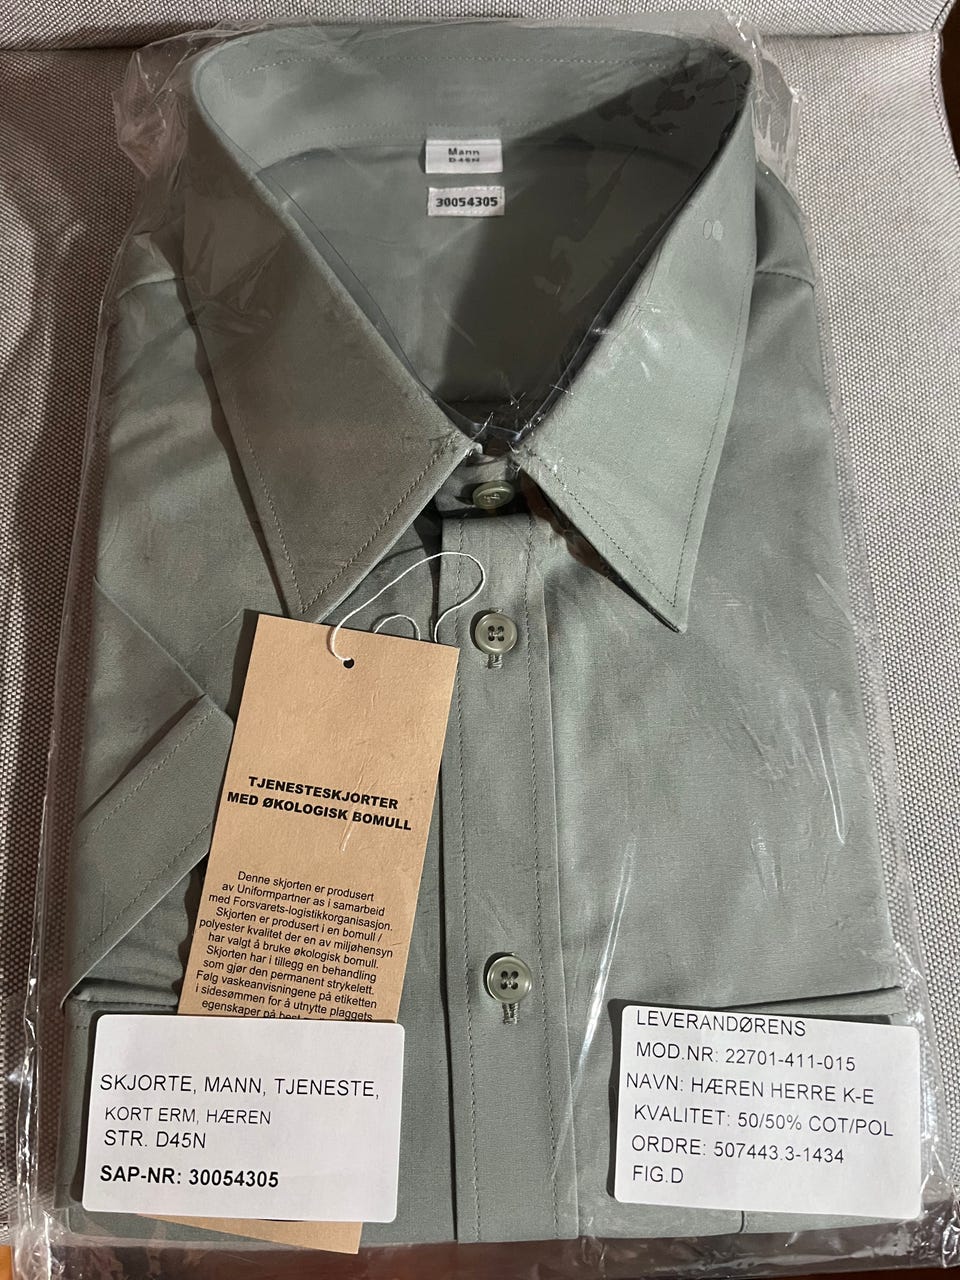 Mann
D45N
30054305
TJENESTESKJORTER
MED ØKOLOGISK BOMULL
Denne skjorten er produsert
av Uniformpartner as i samarbeid
med Forsvarets-logistikkorganisasjon.
Skjorten er produsert i en bomull /
polyester kvalitet der en av miljøhensyn
har valgt å bruke økologisk bomull.
Skjorten har i tillegg en behandling
som gjør den permanent strykelett.
Følg vaskeanvisningene på etiketten
i sidesømmen for å utnytte plaggets
egenskaper på
SKJORTE, MANN, TJENESTE,
KORT ERM, HÆREN
STR. D45N
SAP-NR: 30054305
LEVERANDØRENS
MOD.NR: 22701-411-015
NAVN: HÆREN HERRE K-E
KVALITET: 50/50% COT/POL
ORDRE: 507443.3-1434
FIG.D